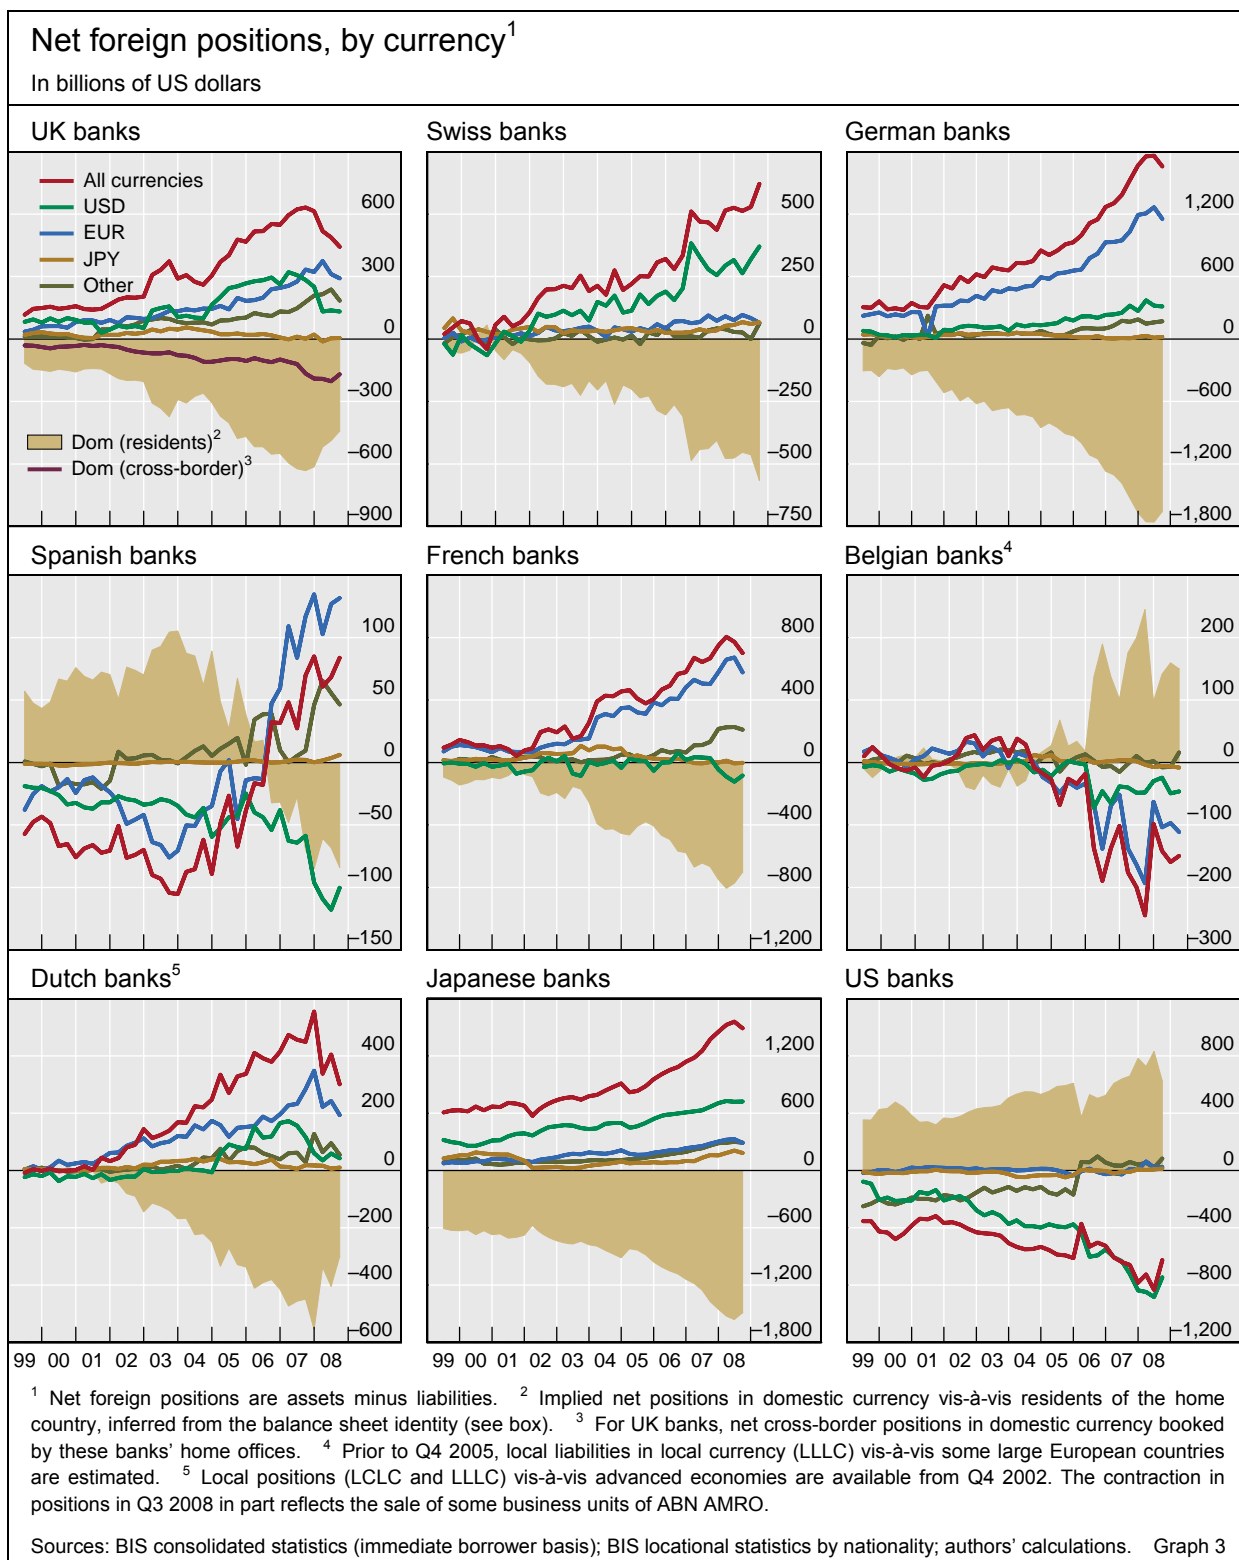 Net foreign positions, by currency1
In billions of US dollars
UK banks
Swiss banks
German banks
All currencies
USD
EUR
JPY
Other
Dom (residents)2
Dom (cross-border)3
600
300
0
–300
–600
–900
500
250
0
–250
–500
–750
1,200
600
0
–600
–1,200
–1,800
Spanish banks
French banks
Belgian banks4
100
50
0
–50
–100
–150
800
400
0
–400
–800
–1,200
200
100
0
–100
–200
–300
Dutch banks5
Japanese banks
US banks
400
200
0
–200
–400
–600
1,200
600
0
–600
–1,200
–1,800
800
400
0
–400
–800
–1,200
99 00 01 02 03 04 05 06 07 08
99 00 01 02 03 04 05 06 07 08
99 00 01 02 03 04 05 06 07 08
1 Net foreign positions are assets minus liabilities. 2 Implied net positions in domestic currency vis-à-vis residents of the home
country, inferred from the balance sheet identity (see box). 3 For UK banks, net cross-border positions in domestic currency booked
by these banks' home offices. 4 Prior to Q4 2005, local liabilities in local currency (LLLC) vis-à-vis some large European countries
are estimated. 5 Local positions (LCLC and LLLC) vis-à-vis advanced economies are available from Q4 2002. The contraction in
positions in Q3 2008 in part reflects the sale of some business units of ABN AMRO.
Sources: BIS consolidated statistics (immediate borrower basis); BIS locational statistics by nationality; authors' calculations. Graph 3